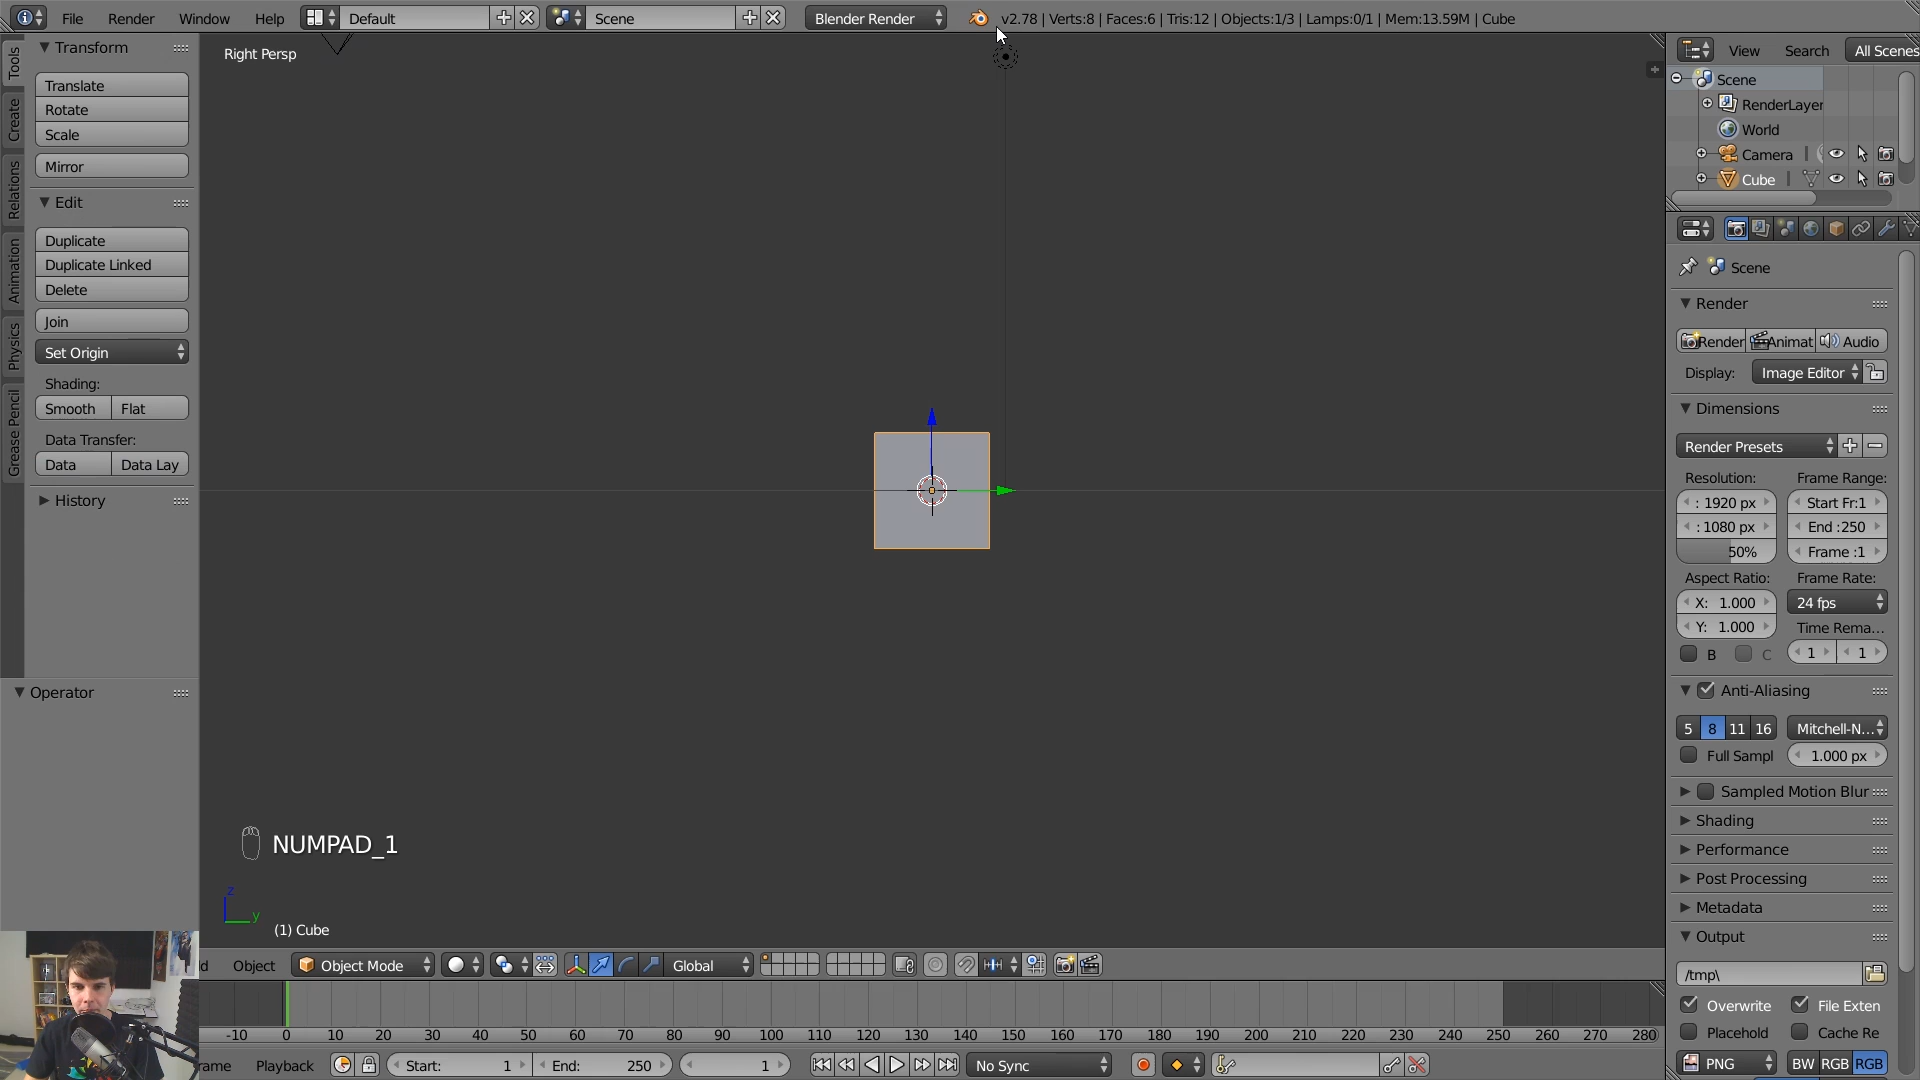 File Render Window Help Default Scene Blender Render v2.78 | Verts:8 | Faces:6 | Tris:12 | Objects:1/3 | Lamps:0/1 | Mem:13.59M | Cube
Tools
Create
Relations
Animation
Physics
Grease Pencil
Transform
Translate
Rotate
Scale
Mirror
Edit
Duplicate
Duplicate Linked
Delete
Join
Set Origin
Shading:
Smooth Flat
Data Transfer:
Data Data Lay
History
Operator
Right Persp
NUMPAD_1
z
y
(1) Cube
d Object Object Mode Global
-10 0 10 20 30 40 50 60 70 80 90 100 110 120 130 140 150 160 170 180 190 200 210 220 230 240 250 260 270 280
rame Playback Start: 1 End: 250 1 No Sync
View Search All Scenes
Scene
RenderLayer
World
Camera |
Cube |
Scene
Render
Render Animat Audio
Display: Image Editor
Dimensions
Render Presets
Resolution: Frame Range:
: 1920 px Start Fr:1
: 1080 px End :250
50% Frame :1
Aspect Ratio: Frame Rate:
X: 1.000 24 fps
Y: 1.000 Time Rema...
B C 1 1
Anti-Aliasing
5 8 11 16 Mitchell-N...
Full Sampl 1.000 px
Sampled Motion Blur
Shading
Performance
Post Processing
Metadata
Output
/tmp\
Overwrite File Exten
Placehold Cache Re
PNG BW RGB RGB